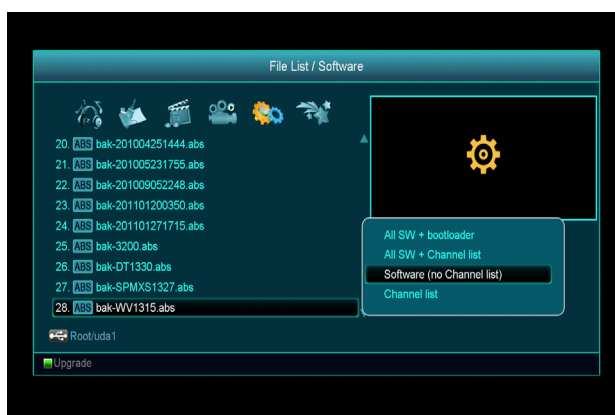 File List / Software
20. ABS bak-201004251444.abs
21. ABS bak-201005231755.abs
22. ABS bak-201009052248.abs
23. ABS bak-201101200350.abs
24. ABS bak-201101271715.abs
25. ABS bak-3200.abs
26. ABS bak-DT1330.abs
27. ABS bak-SPMXS1327.abs
28. ABS bak-WV1315.abs
All SW + bootloader
All SW + Channel list
Software (no Channel list)
Channel list
Root/uda1
Upgrade